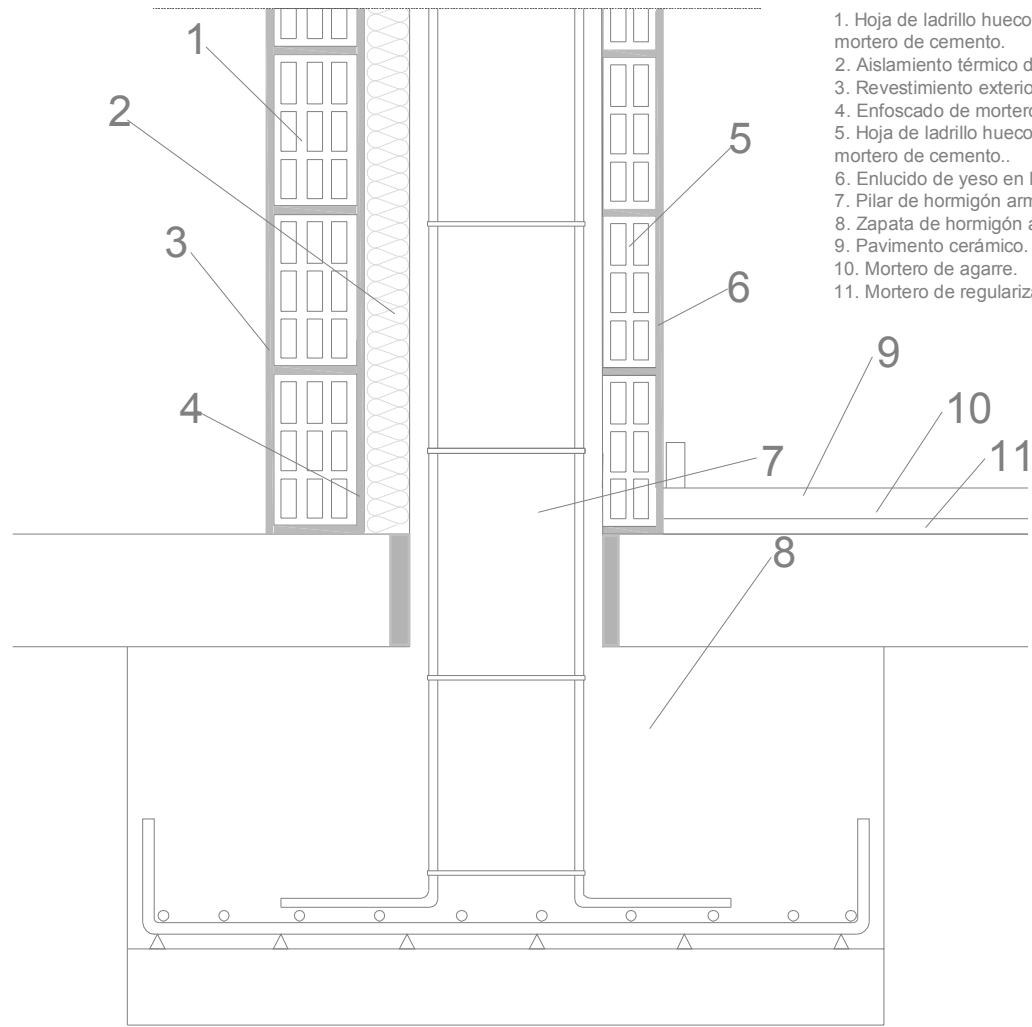 1. Hoja de ladrillo hueco
mortero de cemento.
2. Aislamiento térmico
3. Revestimiento
4. Enfoscado de
5. Hoja de ladrillo hueco
mortero de cemento..
6. Enlucido de yeso en
7. Pilar de hormigón
8. Zapata de hormigón
9. Pavimento cerámico.
10. Mortero de agarre.
11. Mortero de
1
2
3
4
5
6
7
8
9
10
11